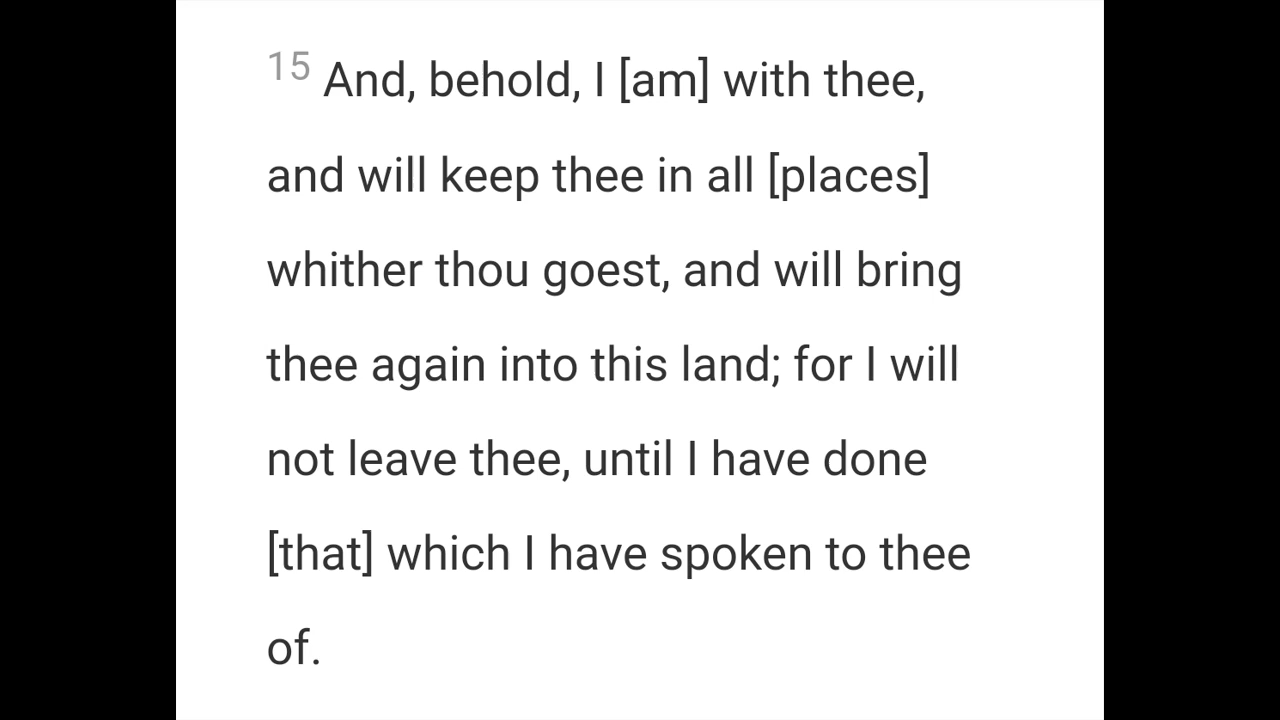 15 And, behold, I [am] with thee,
and will keep thee in all [places]
whither thou goest, and will bring
thee again into this land; for I will
not leave thee, until I have done
[that] which I have spoken to thee
of.